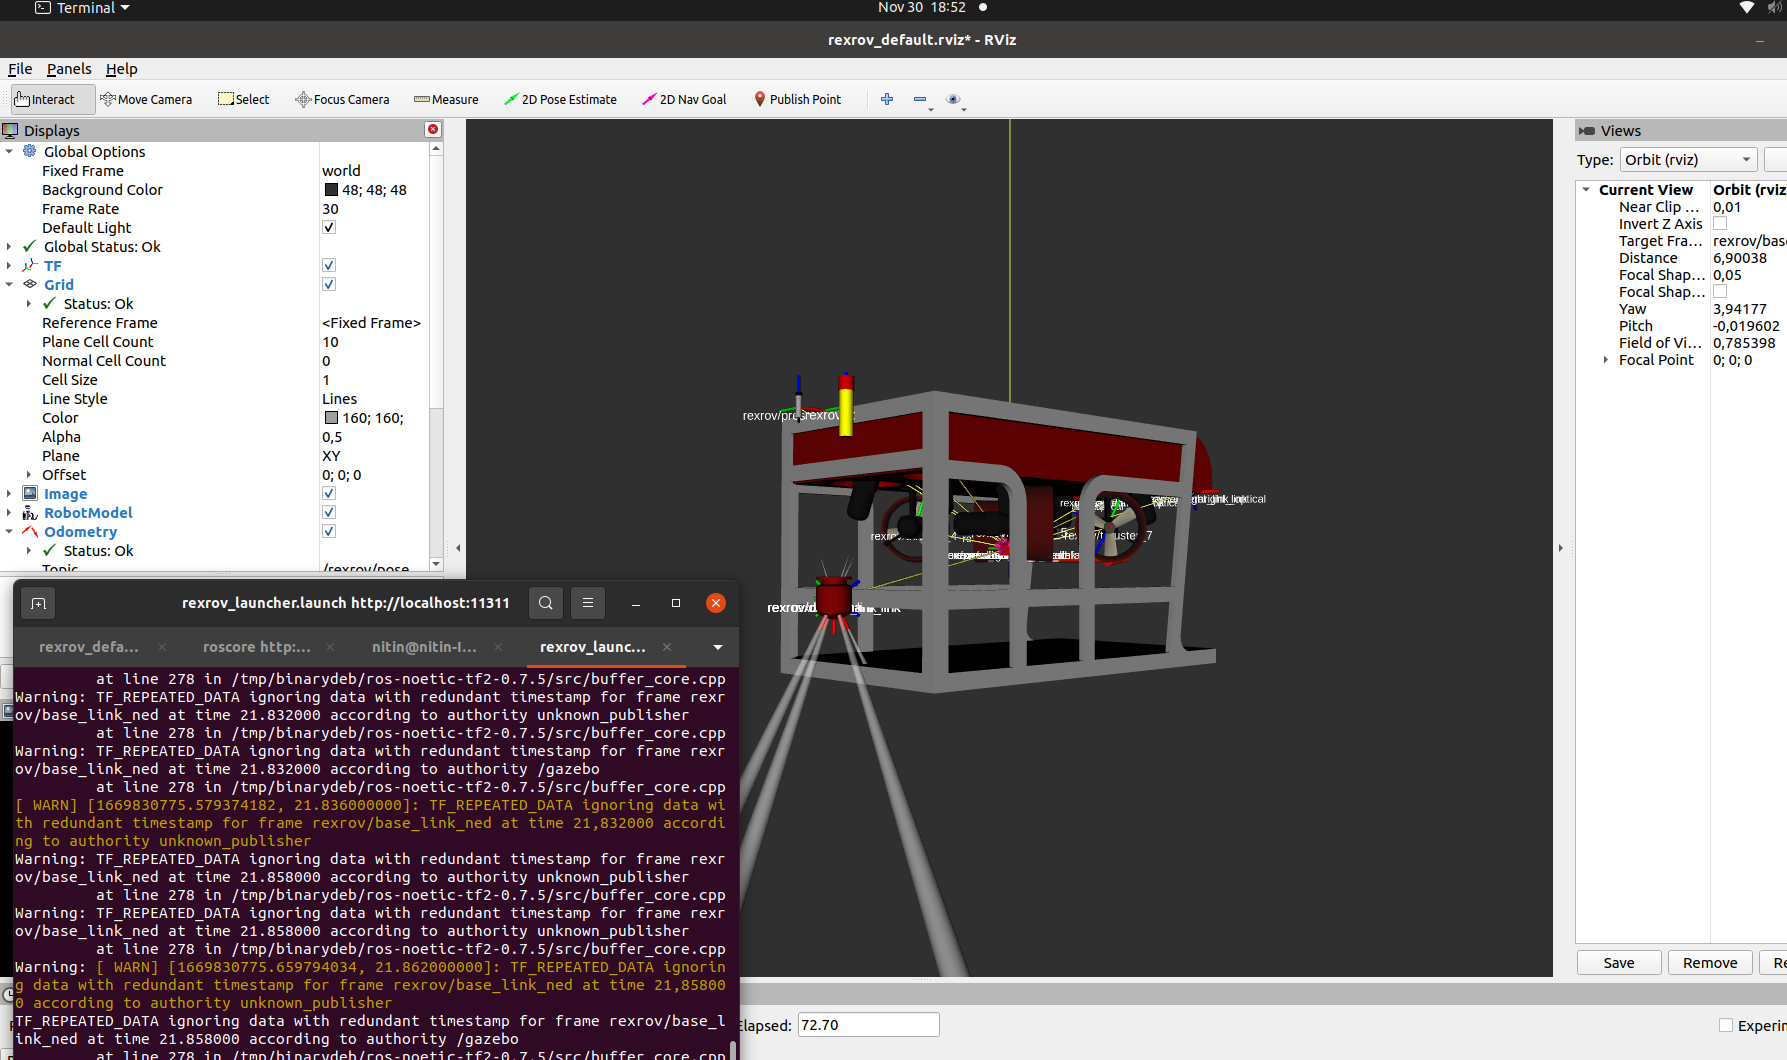 Terminal
Nov 30 18:52
rexrov_default.rviz* - RViz
File Panels Help
Interact Move Camera Select Focus Camera Measure 2D Pose Estimate 2D Nav Goal Publish Point
Displays
Global Options
Fixed Frame world
Background Color 48; 48; 48
Frame Rate 30
Default Light
Global Status: Ok
TF
Grid
Status: Ok
Reference Frame <Fixed Frame>
Plane Cell Count 10
Normal Cell Count 0
Cell Size 1
Line Style Lines
Color 160; 160;
Alpha 0,5
Plane XY
Offset 0; 0; 0
Image
RobotModel
Odometry
Status: Ok
Topic /rexrov/pose
Views
Type: Orbit (rviz)
Current View Orbit (rviz
Near Clip ... 0,01
Invert Z Axis
Target Fra... rexrov/bas
Distance 6,90038
Focal Shap... 0,05
Focal Shap...
Yaw 3,94177
Pitch -0,019602
Field of Vi... 0,785398
Focal Point 0; 0; 0
Save Remove Re
rexrov_launcher.launch http://localhost:11311
rexrov_defa... roscore http:... nitin@nitin-I... rexrov_launc...
at line 278 in /tmp/binarydeb/ros-noetic-tf2-0.7.5/src/buffer_core.cpp
Warning: TF_REPEATED_DATA ignoring data with redundant timestamp for frame rexr
ov/base_link_ned at time 21.832000 according to authority unknown_publisher
at line 278 in /tmp/binarydeb/ros-noetic-tf2-0.7.5/src/buffer_core.cpp
Warning: TF_REPEATED_DATA ignoring data with redundant timestamp for frame rexr
ov/base_link_ned at time 21.832000 according to authority /gazebo
at line 278 in /tmp/binarydeb/ros-noetic-tf2-0.7.5/src/buffer_core.cpp
[ WARN] [1669830775.579374182, 21.836000000]: TF_REPEATED_DATA ignoring data wi
th redundant timestamp for frame rexrov/base_link_ned at time 21,832000 accordi
ng to authority unknown_publisher
Warning: TF_REPEATED_DATA ignoring data with redundant timestamp for frame rexr
ov/base_link_ned at time 21.858000 according to authority unknown_publisher
at line 278 in /tmp/binarydeb/ros-noetic-tf2-0.7.5/src/buffer_core.cpp
Warning: TF_REPEATED_DATA ignoring data with redundant timestamp for frame rexr
ov/base_link_ned at time 21.858000 according to authority unknown_publisher
at line 278 in /tmp/binarydeb/ros-noetic-tf2-0.7.5/src/buffer_core.cpp
Warning: [ WARN] [1669830775.659794034, 21.862000000]: TF_REPEATED_DATA ignorin
g data with redundant timestamp for frame rexrov/base_link_ned at time 21,85800
0 according to authority unknown_publisher
TF_REPEATED_DATA ignoring data with redundant timestamp for frame rexrov/base_l
ink_ned at time 21.858000 according to authority /gazebo
at line 278 in /tmp/binarydeb/ros-noetic-tf2-0.7.5/src/buffer_core.cpp
Elapsed: 72.70
Experim